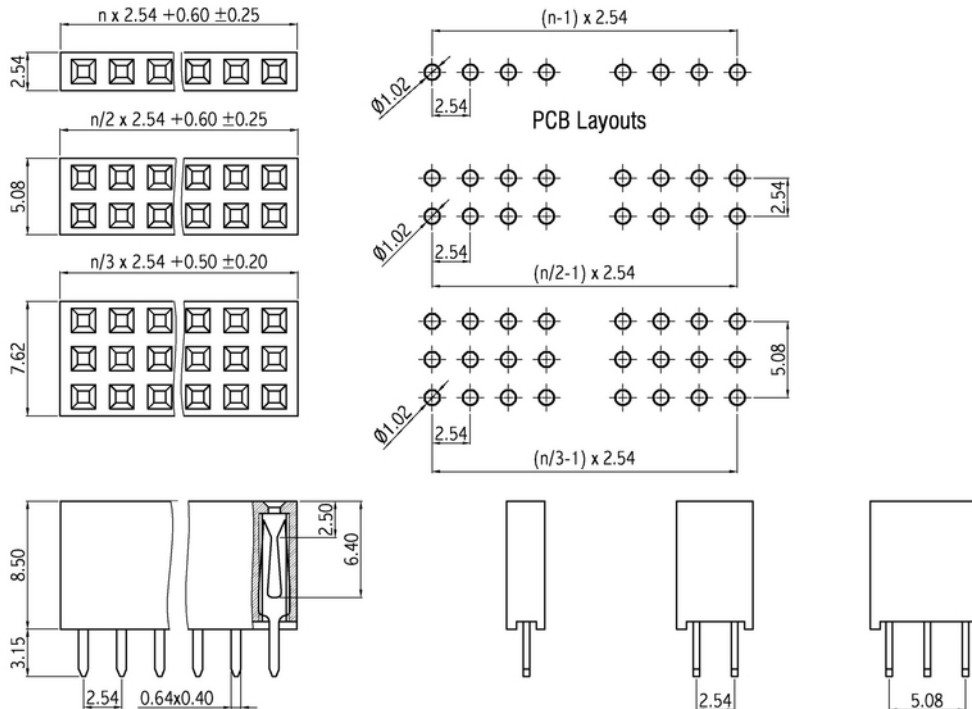 n x 2.54 +0.60 ±0.25
(n-1) x 2.54
2.54
Ø1.02
2.54
PCB Layouts
n/2 x 2.54 +0.60 ±0.25
5.08
2.54
Ø1.02
2.54
(n/2-1) x 2.54
n/3 x 2.54 +0.50 ±0.20
7.62
5.08
Ø1.02
2.54
(n/3-1) x 2.54
8.50
2.50
6.40
3.15
2.54
0.64x0.40
2.54
5.08